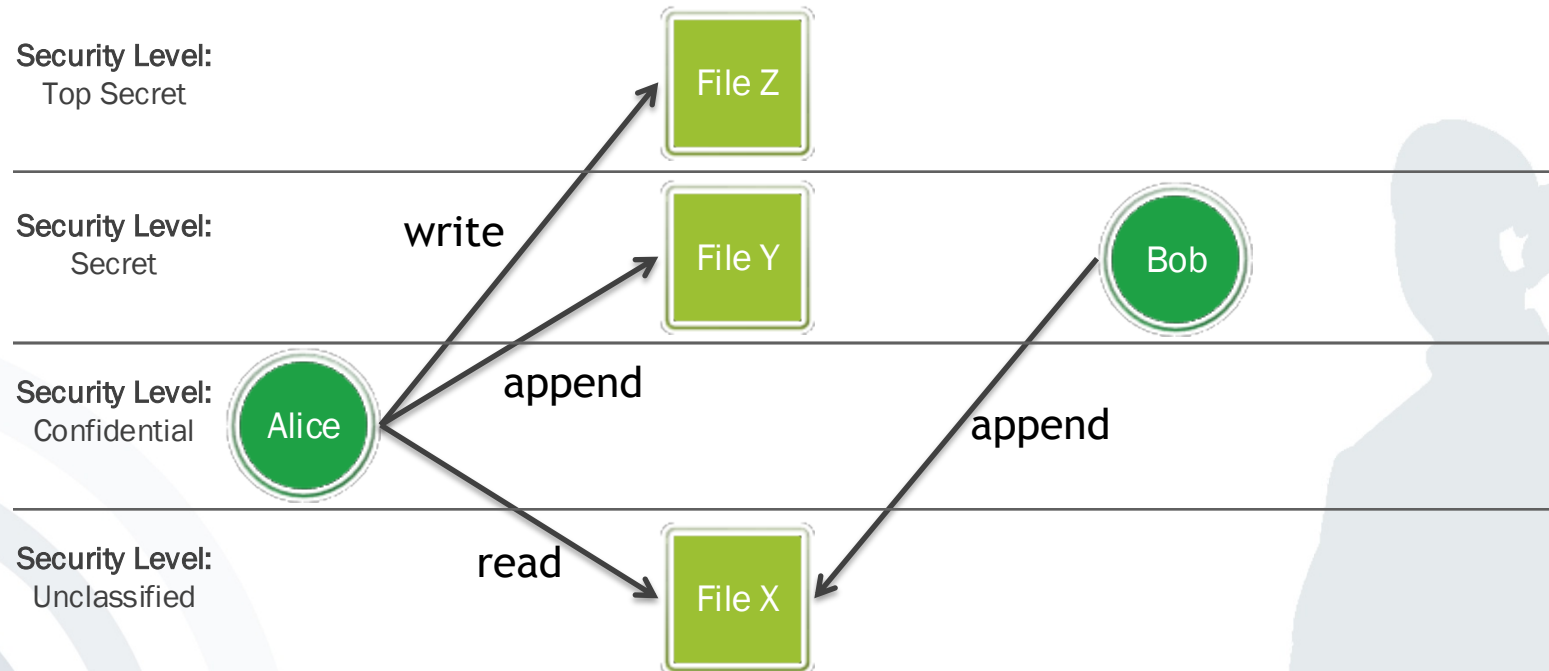 Security Level:
Top Secret
File Z
Security Level:
Secret
write
File Y
Bob
Security Level:
Confidential
Alice
append
append
Security Level:
Unclassified
read
File X